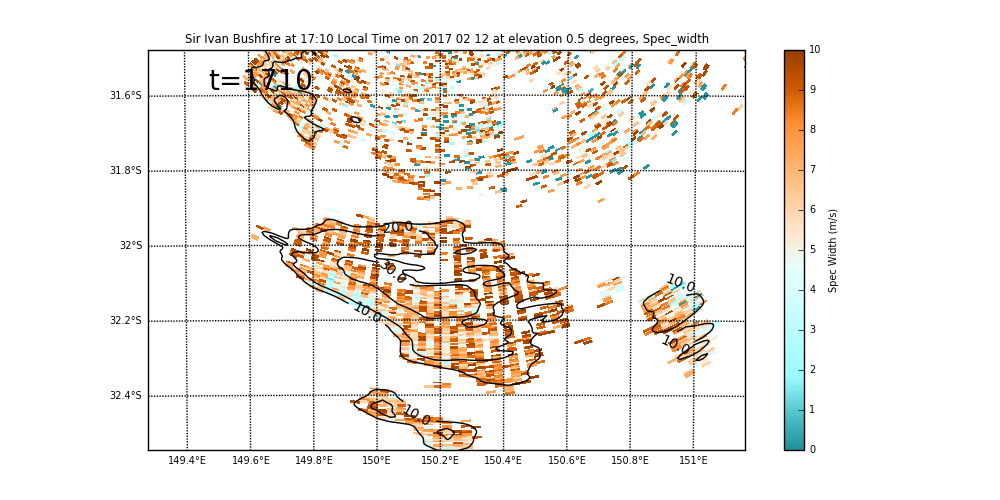 Sir Ivan Bushfire at 17:10 Local Time on 2017 02 12 at elevation 0.5 degrees, Spec_width
t=1710
31.6°S
31.8°S
32°S
32.2°S
32.4°S
149.4°E 149.6°E 149.8°E 150°E 150.2°E 150.4°E 150.6°E 150.8°E 151°E
20.0
10.0
10.0
10.0
10.0
10
9
8
7
6
5
4
3
2
1
0
Spec Width (m/s)